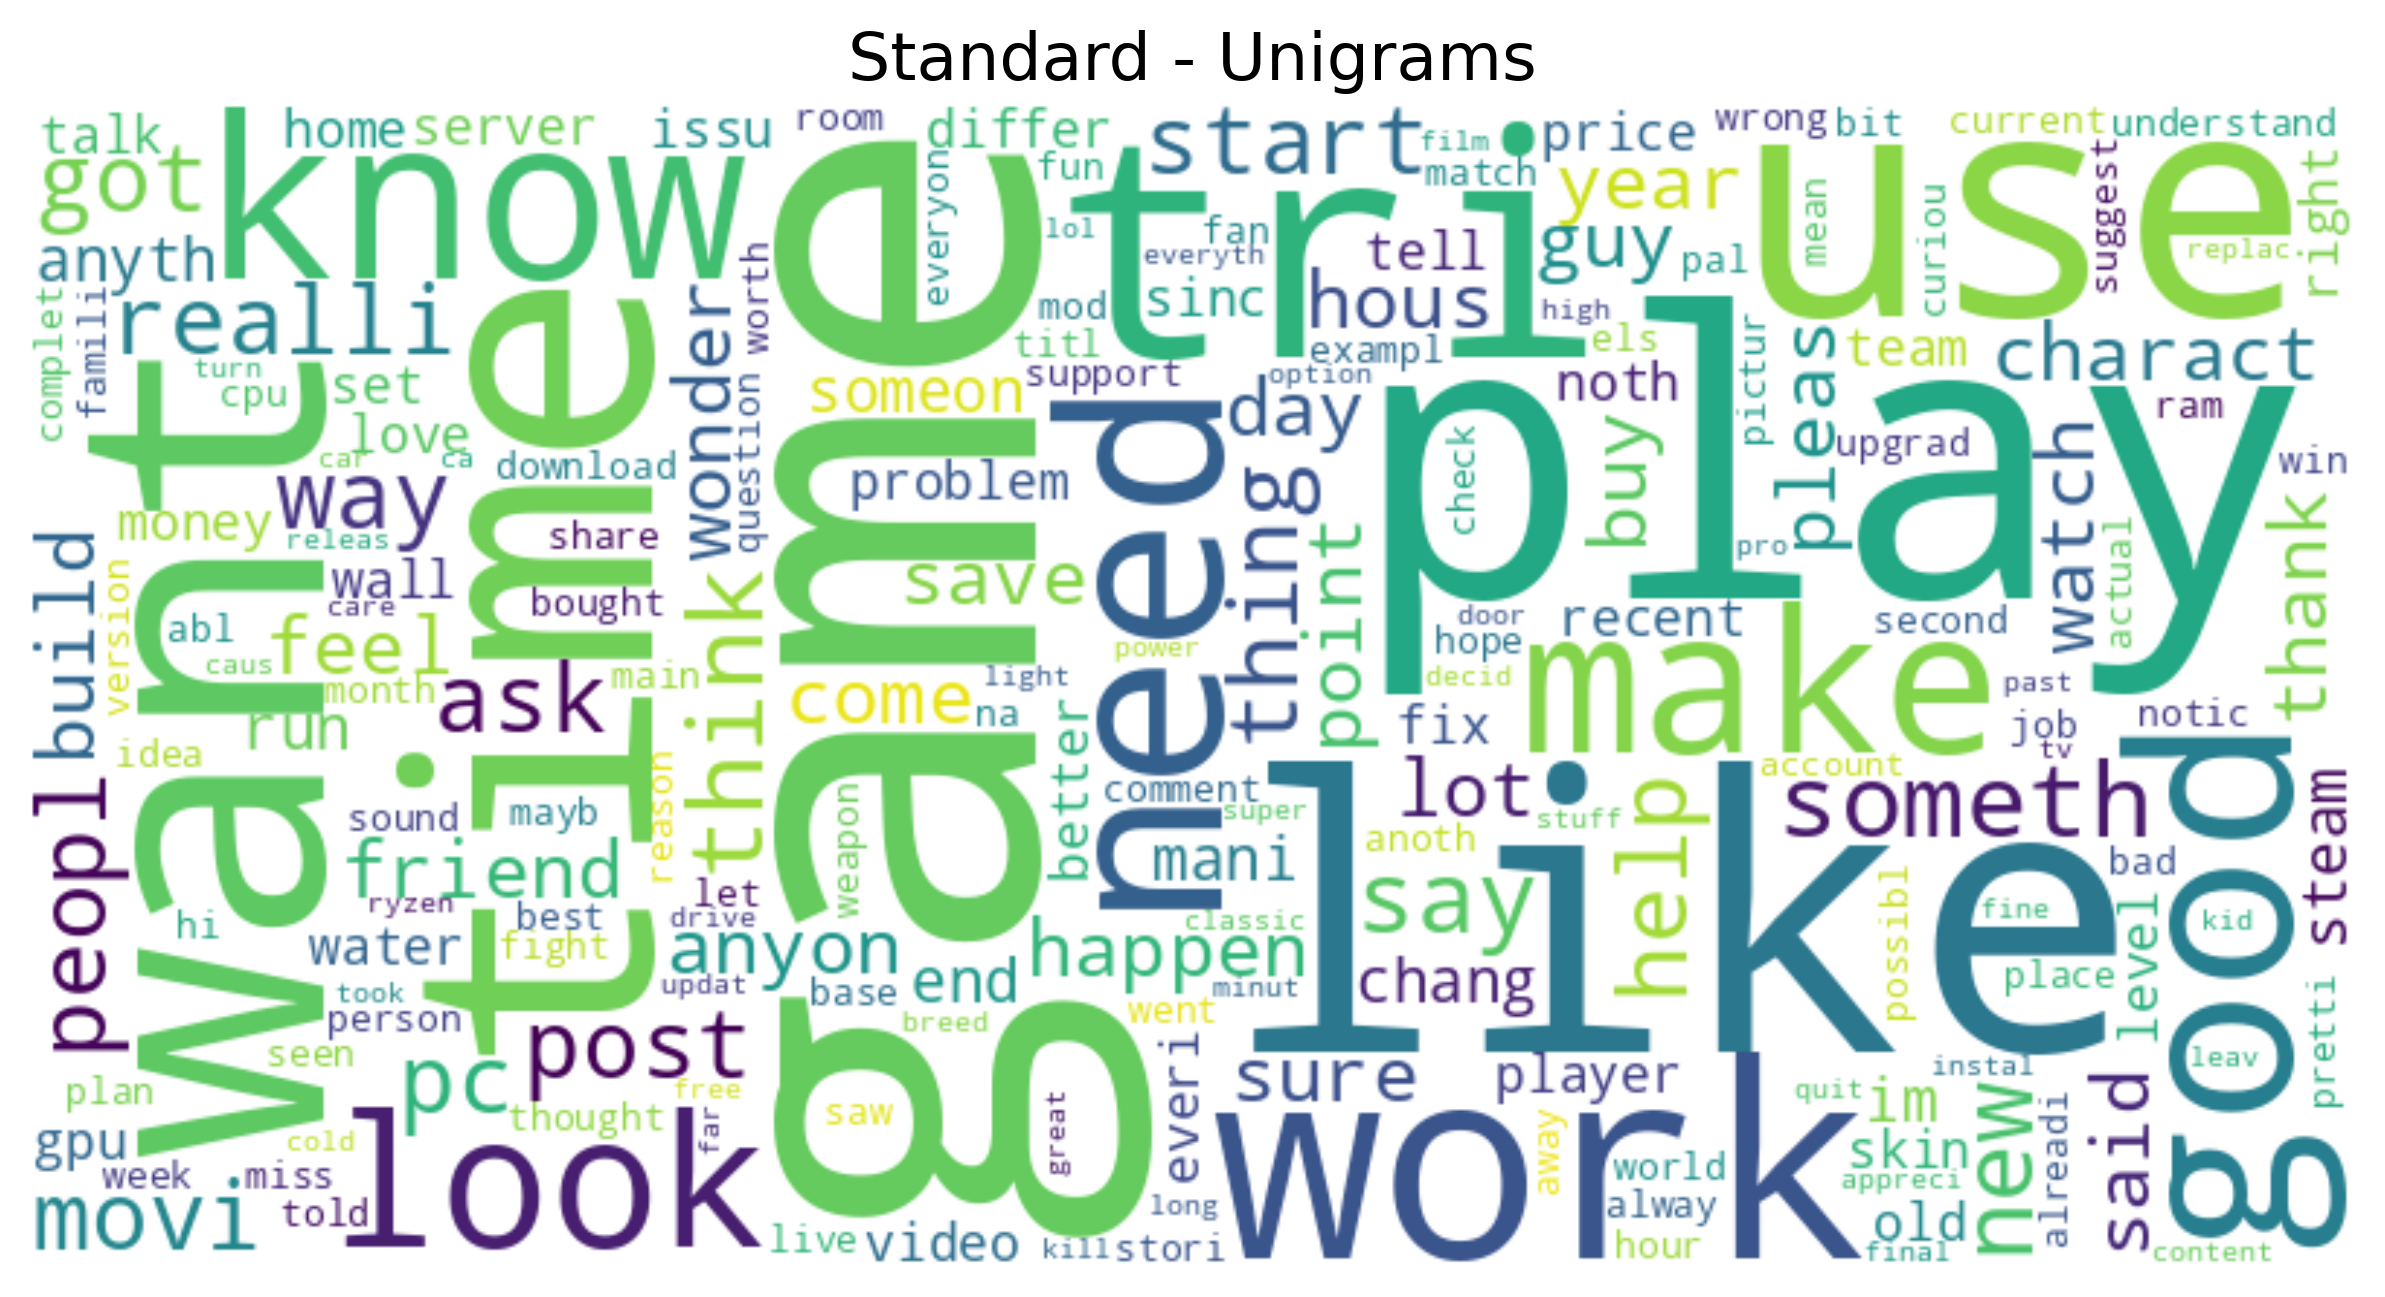 Standard - Unigrams
talk
home
server
issu
room
differ
start
film
price
wrong
bit
current
understand
got
know
fun
match
tri
year
use
suggest
right
everyon
mean
curiou
replac.
anyth
lol
fan
everyth
tell
guy
pal
worth
game
realli
complet
famili
time
wonder
mod
sinc
hous
high
titl
exampl
els
team
charact
turn
cpu
set
someon
support
option
noth
pictur
pleas
ram
love
car
ca
download
question
problem
need
day
play
check
buy
upgrad
watch
win
want
way
money
releas
share
thing
point
pro
actual
thank
build
version
wall
care
bought
save
think
abl
feel
caus
month
ask
main
come
na
light
power
door
hope
recent
second
decid
make
past
run
idea
better
fix
job
notic
tv
peopl
sound
mayb
reason
weapon
comment
super
lot
stuff
account
someth
good
steam
friend
mani
anoth
like
help
bad
hi
ryzen
best
let
drive
classic
say
possibl
fine
kid
level
water
fight
anyon
happen
place
took
person
updat
base
end
minut
chang
pretti
seen
post
breed
went
plan
pc
free
thought
saw
great
everi
sure
player
instal
leav
gpu
cold
far
work
away
quit
im
new
said
week
miss
look
world
skin
alreadi
movi
told
long
alway
appreci
old
live
video
kill
stori
hour
final
content